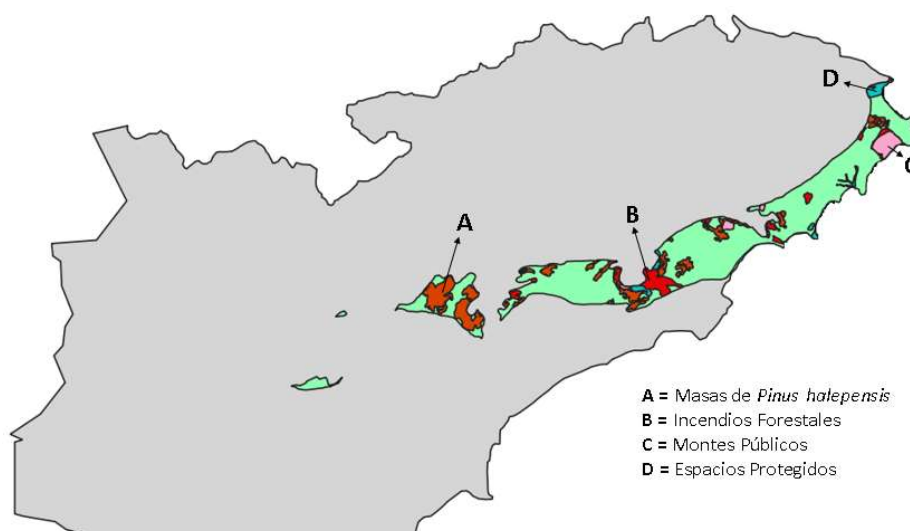 D
C
B
A
A = Masas de Pinus halepensis
B = Incendios Forestales
C = Montes Públicos
D = Espacios Protegidos